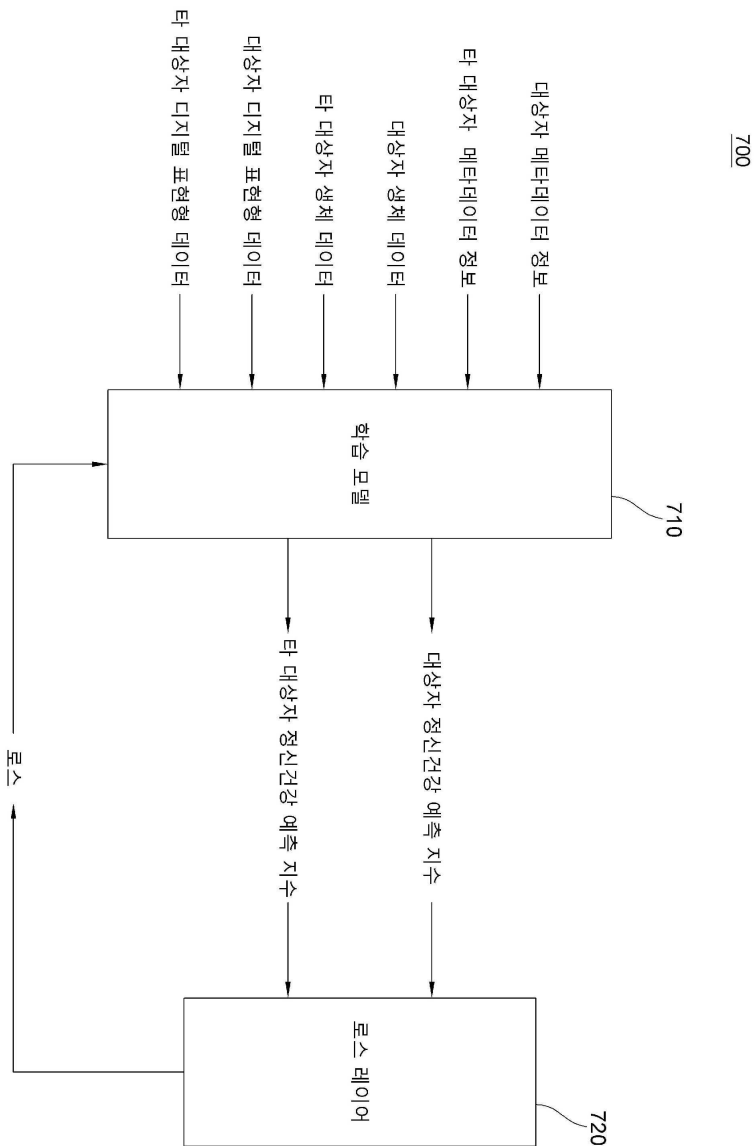 700
대상자 메타데이터 정보
타 대상자 메타데이터 정보
대상자 생체 데이터
타 대상자 생체 데이터
대상자 디지털 표현형 데이터
타 대상자 디지털 표현형 데이터
710
학습 모델
대상자 정신건강 예측 지수
타 대상자 정신건강 예측 지수
720
로스 레이어
로스